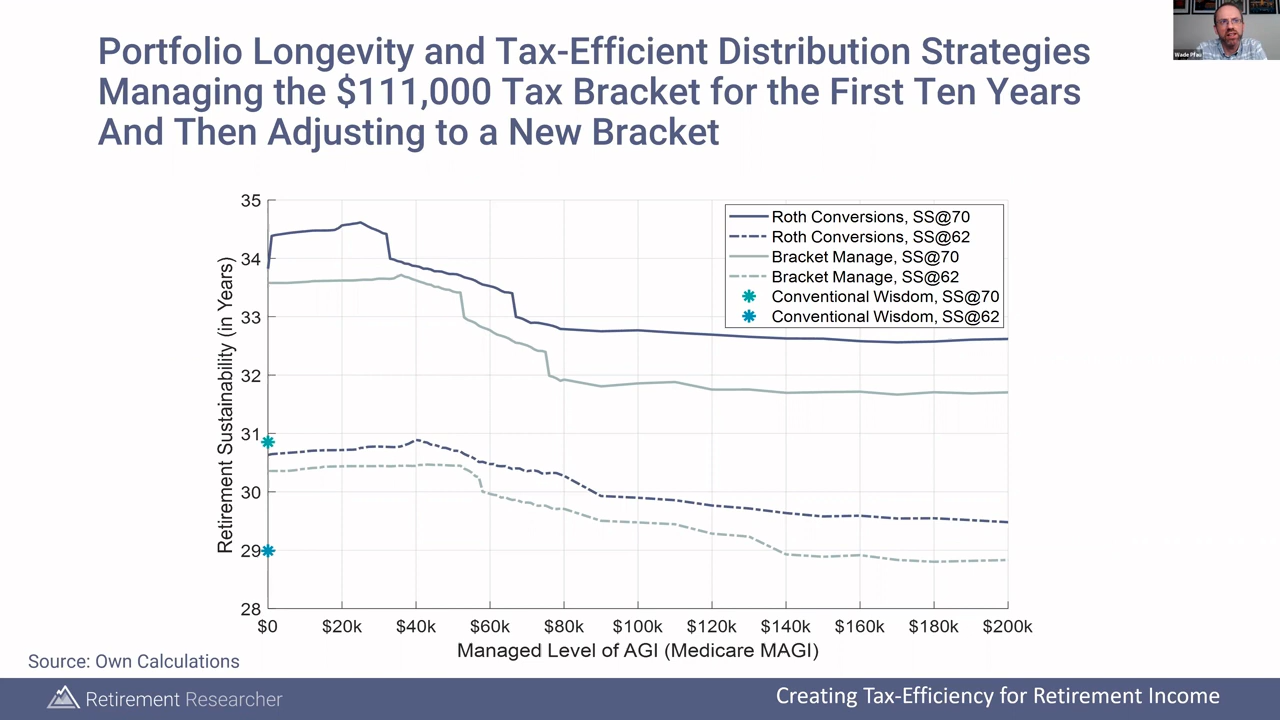 Wade Pfau
Portfolio Longevity and Tax-Efficient Distribution Strategies
Managing the $111,000 Tax Bracket for the First Ten Years
And Then Adjusting to a New Bracket
35
34
33
32
31
30
29
28
Retirement Sustainability (in Years)
Roth Conversions, SS@70
Roth Conversions, SS@62
Bracket Manage, SS@70
Bracket Manage, SS@62
Conventional Wisdom, SS@70
Conventional Wisdom, SS@62
$0 $20k $40k $60k $80k $100k $120k $140k $160k $180k $200k
Managed Level of AGI (Medicare MAGI)
Source: Own Calculations
Retirement Researcher
Creating Tax-Efficiency for Retirement Income